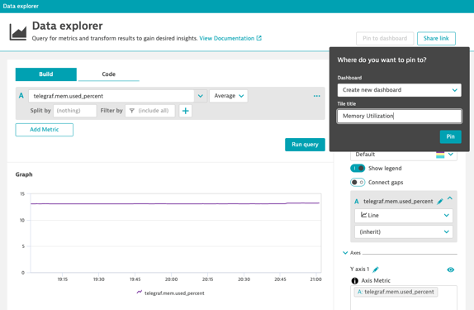 Data explorer
Data explorer
Query for metrics and transform results to gain desired insights. View Documentation
Pin to dashboard
Share link
Where do you want to pin to?
Dashboard
Create new dashboard
Tile title
Memory Utilization
Pin
Build
Code
A
telegraf.mem.used_percent
Average
Split by
(nothing)
Filter by
(include all)
Add Metric
Run query
Graph
15
10
5
0
19:15
19:30
19:45
20:00
20:15
20:30
20:45
21:00
telegraf.mem.used_percent
Default
Show legend
Connect gaps
A telegraf.mem.used_percent
Line
(inherit)
Axes
Y axis 1
Axis Metric
A: telegraf.mem.used_percent